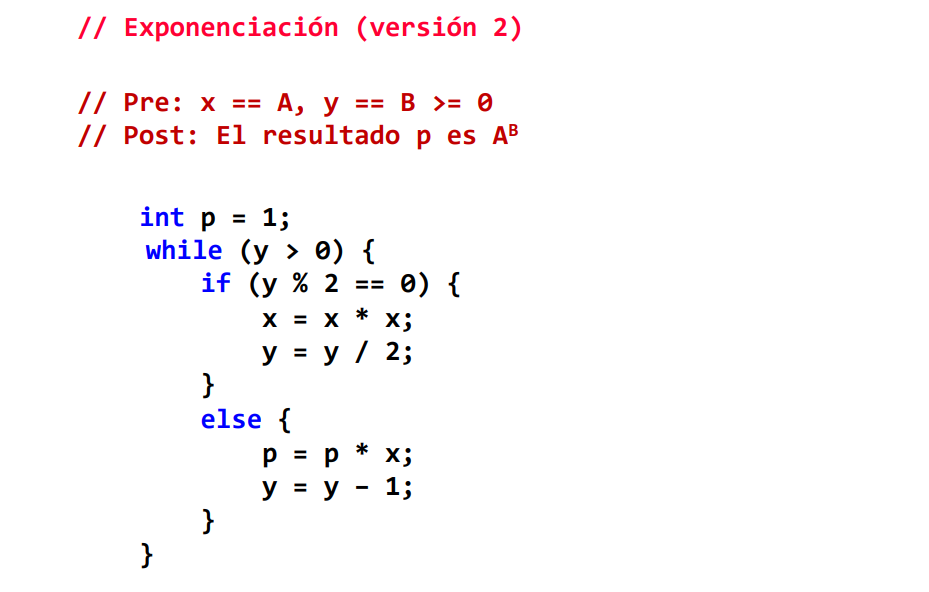 // Exponenciación (versión 2)
// Pre: x == A, y == B >= 0
// Post: El resultado p es Aᴮ
int p = 1;
while (y > 0) {
if (y % 2 == 0) {
x = x * x;
y = y / 2;
}
else {
p = p * x;
y = y – 1;
}
}